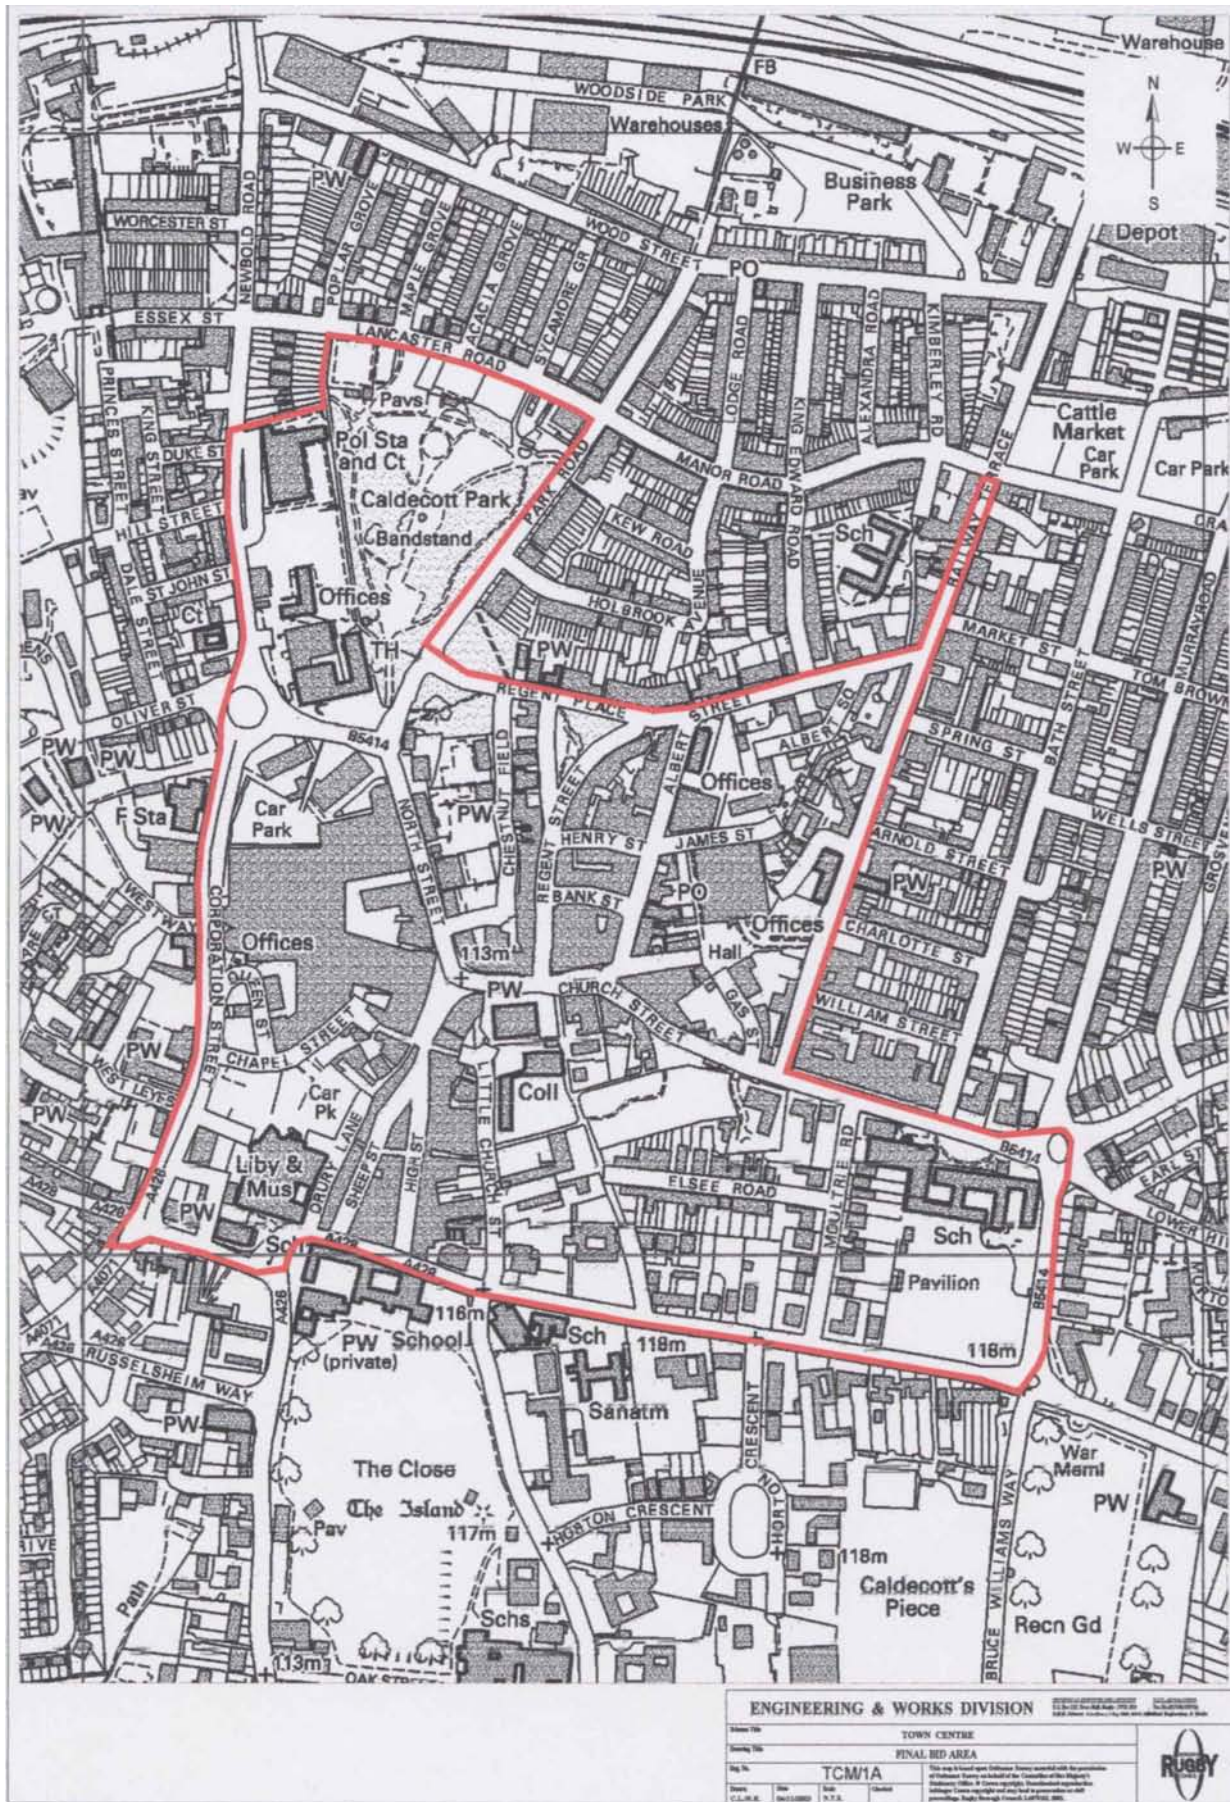 Warehouse
FB
WOODSIDE PARK
Warehouses
N
W E
S
Business
Park
Depot
PW
WORCESTER ST
NEWBOLD ROAD
POPLAR GROVE
MAPLE GROVE
ACACIA GROVE
SYCAMORE GR
WOOD STREET
PO
ESSEX ST
LANCASTER ROAD
LODGE ROAD
KING EDWARD ROAD
ALEXANDRA ROAD
KIMBERLEY RD
RAILWAY TERRACE
Cattle
Market
Car
Park
Car Park
PRINCES STREET
KING STREET
DUKE ST
Pavs
Pol Sta
and Ct
Caldecott Park
Bandstand
PARK ROAD
MANOR ROAD
KEW ROAD
Sch
HILL STREET
DALE STREET
ST JOHN ST
Ct
Offices
TH
HOLBROOK
AVENUE
PW
MARKET ST
TOM BROW
MURRAY ROAD
BATH STREET
OLIVER ST
REGENT PLACE
B5414
ALBERT STREET
ALBERT SQ
SPRING ST
PW
PW
PW
F Sta
Car
Park
NORTH STREET
PW
CHESTNUT FIELD
REGENT STREET
Offices
HENRY ST
JAMES ST
WELLS STREET
ARNOLD STREET
PW
PW
WESTWAY
CORPORATION STREET
Offices
QUEEN ST
BANK ST
PO
Hall
Offices
CHARLOTTE ST
113m
PW
CHURCH STREET
GAS ST
WILLIAM STREET
PW
WEST LEYES
PW
CHAPEL STREET
Car
Pk
LITTLE CHURCH ST
Coll
B5414
EARL ST
LOWER HI
Liby &
Mus
DRURY LANE
SHEEP ST
HIGH ST
ELSEE ROAD
MOULTRIE RD
Sch
A426
A428
PW
Sch
Pavilion
B5414
A4071
A426
116m
School
PW
(private)
Sch
118m
118m
RUSSELSHEIM WAY
PW
Sanatm
CRESCENT
War
Meml
PW
The Close
The Island
117m
Pav
HORTON CRESCENT
118m
Caldecott's
Piece
BRUCE WILLIAMS WAY
Recn Gd
Path
Schs
113m
OAK STREET
ENGINEERING & WORKS DIVISION
Scheme Title
TOWN CENTRE
Drawing Title
FINAL BID AREA
TCM/1A
N.T.S.
RUGBY